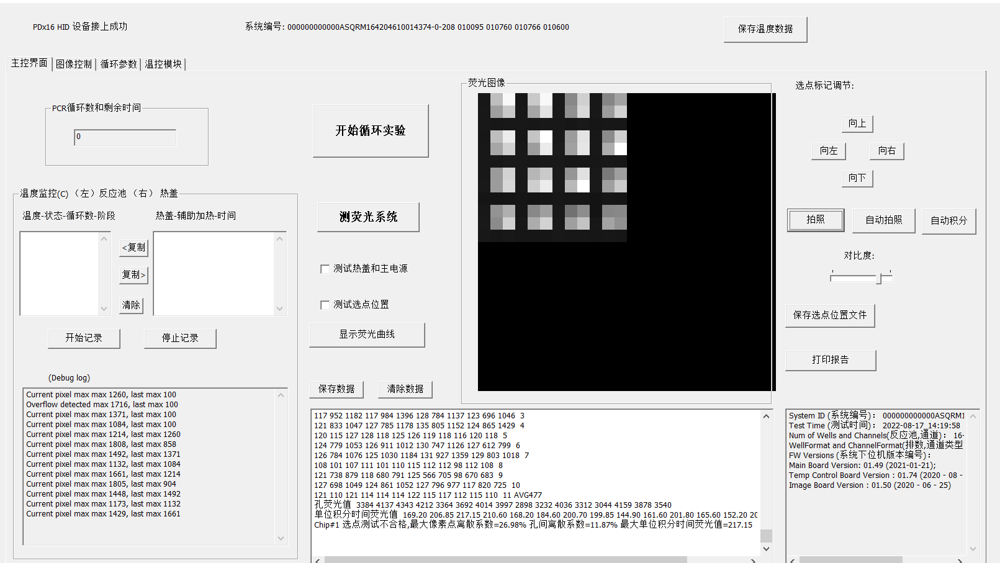 PDx16 HID 设备接上成功
系统编号: 000000000000ASQRM164204610014374-0-208 010095 010760 010766 010600
保存温度数据
主控界面 图像控制 循环参数 温控模块
PCR循环数和剩余时间
0
温度监控(C) （左）反应池 （右） 热盖
温度-状态-循环数-阶段
热盖-辅助加热-时间
<复制
复制>
清除
开始记录
停止记录
(Debug log)
Current pixel max max 1260, last max 100
Overflow detected max 1716, last max 100
Current pixel max max 1371, last max 100
Current pixel max max 1084, last max 100
Current pixel max max 1214, last max 1260
Current pixel max max 1808, last max 858
Current pixel max max 1492, last max 1371
Current pixel max max 1132, last max 1084
Current pixel max max 1661, last max 1214
Current pixel max max 1805, last max 904
Current pixel max max 1448, last max 1492
Current pixel max max 1173, last max 1132
Current pixel max max 1429, last max 1661
开始循环实验
测荧光系统
测试热盖和主电源
测试选点位置
显示荧光曲线
保存数据
清除数据
荧光图像
117 952 1182 117 984 1396 128 784 1137 123 696 1046 3
121 833 1047 127 785 1178 135 805 1152 124 865 1429 4
120 115 127 128 118 125 126 119 118 116 120 118 5
124 779 1053 126 911 1012 130 747 1126 127 612 799 6
126 784 1076 125 1030 1184 131 927 1359 129 803 1018 7
108 101 107 111 101 110 115 112 112 98 112 108 8
121 738 879 118 680 791 125 566 705 98 670 683 9
127 698 1049 124 861 1052 127 796 977 117 820 725 10
121 110 121 114 114 114 122 115 117 112 115 110 11 AVG477
孔荧光值 3384 4137 4343 4212 3364 3692 4014 3997 2898 3232 4036 3312 3044 4159 3878 3540
单位积分时间荧光值 169.20 206.85 217.15 210.60 168.20 184.60 200.70 199.85 144.90 161.60 201.80 165.60 152.20 20
Chip#1 选点测试不合格,最大像素点离散系数=26.98% 孔间离散系数=11.87% 最大单位积分时间荧光值=217.15
选点标记调节:
向上
向左
向右
向下
拍照
自动拍照
自动积分
对比度:
保存选点位置文件
打印报告
System ID (系统编号)： 000000000000ASQRM1
Test Time (测试时间)： 2022-08-17_14:19:58
Num of Wells and Channels(反应池,通道)： 16-
WellFormat and ChannelFormat(排数,通道类型
FW Versions (系统下位机版本编号)：
Main Board Version: 01.49 (2021-01-21);
Temp Control Board Version : 01.74 (2020 - 08 -
Image Board Version : 01.50 (2020 - 06 - 25)